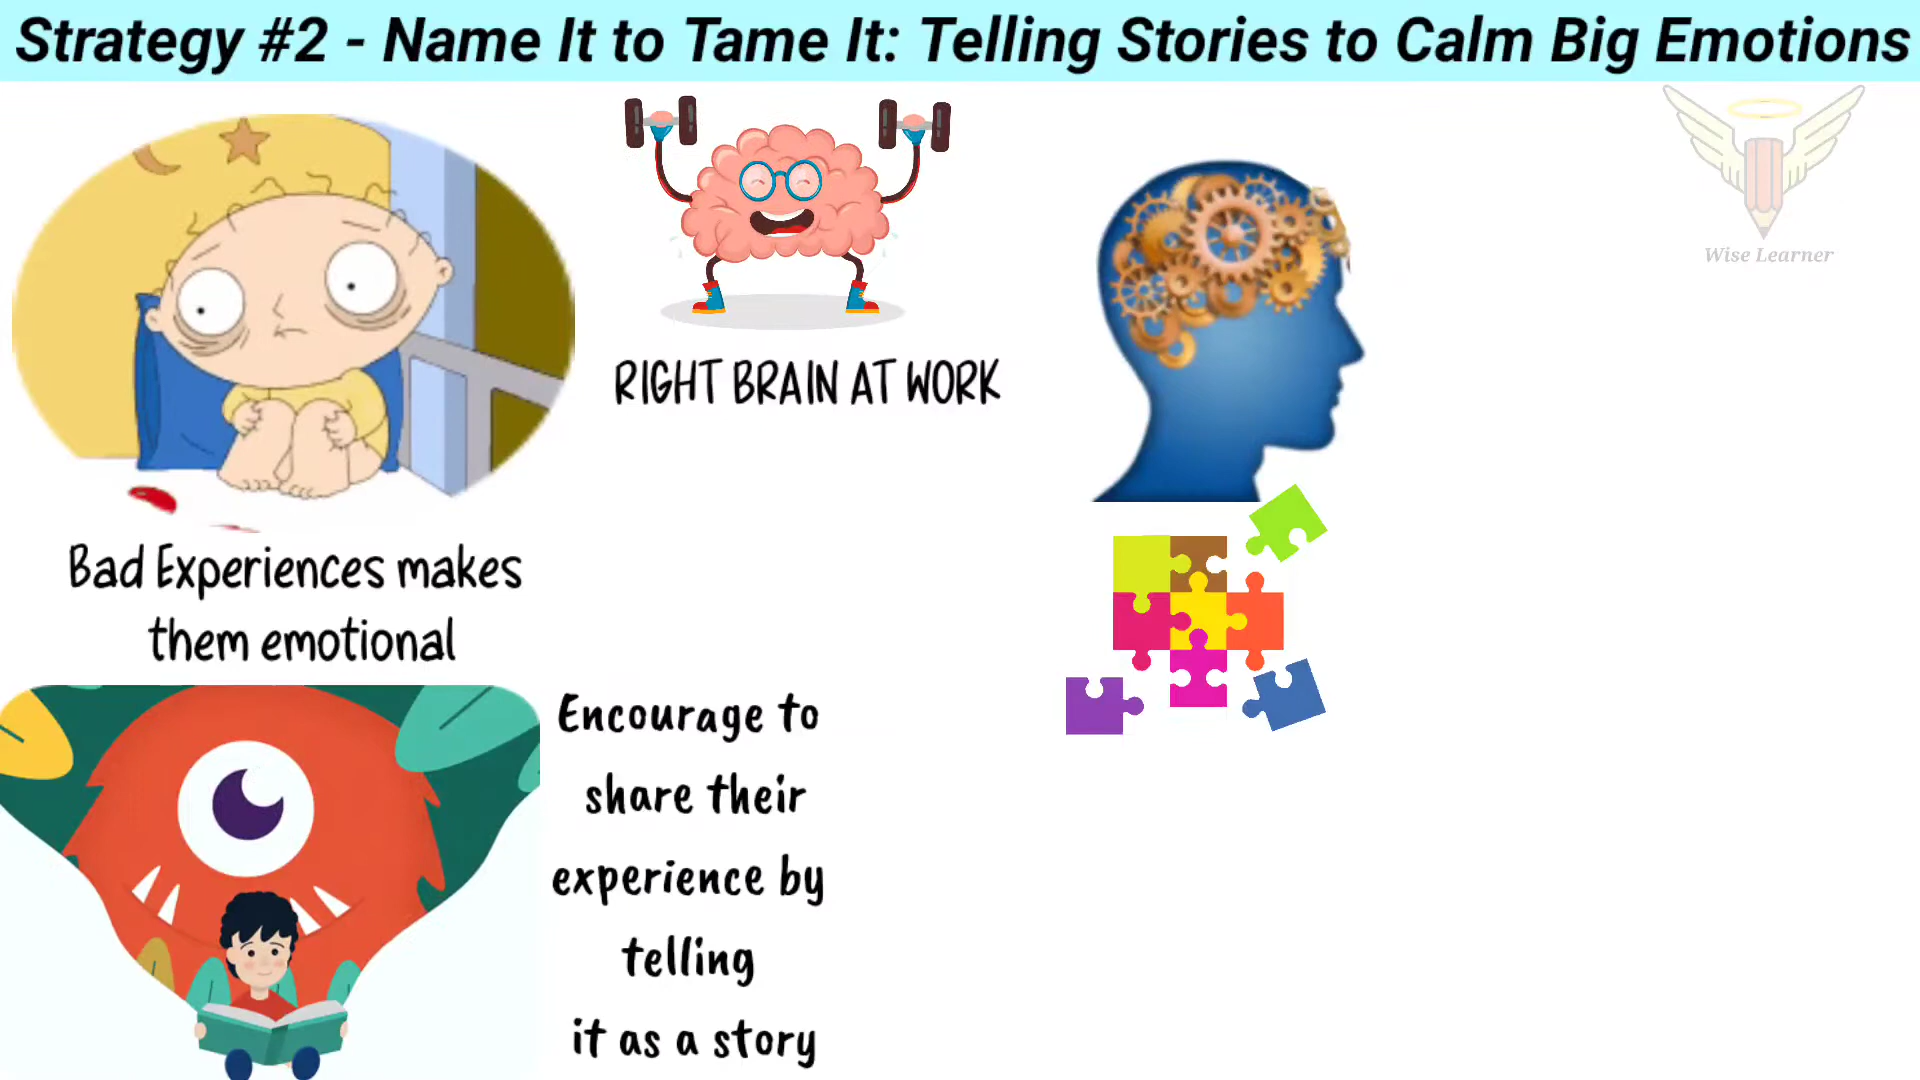 Strategy #2 - Name It to Tame It: Telling Stories to Calm Big Emotions
Wise Learner
RIGHT BRAIN AT WORK
Bad Experiences makes
them emotional
Encourage to
share their
experience by
telling
it as a story